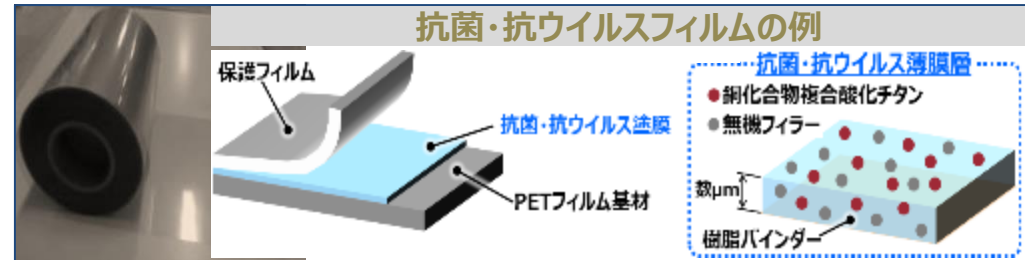 抗菌・抗ウイルスフィルムの例
保護フィルム
抗菌・抗ウイルス塗膜
PETフィルム基材
抗菌・抗ウイルス薄膜層
●銅化合物複合酸化チタン
●無機フィラー
数μm
樹脂バインダー